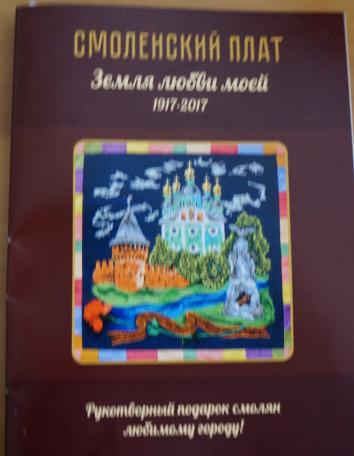 СМОЛЕНСКИЙ ПЛАТ
Земля любви моей
1917-2017
Рукотворный подарок смолян
любимому городу!